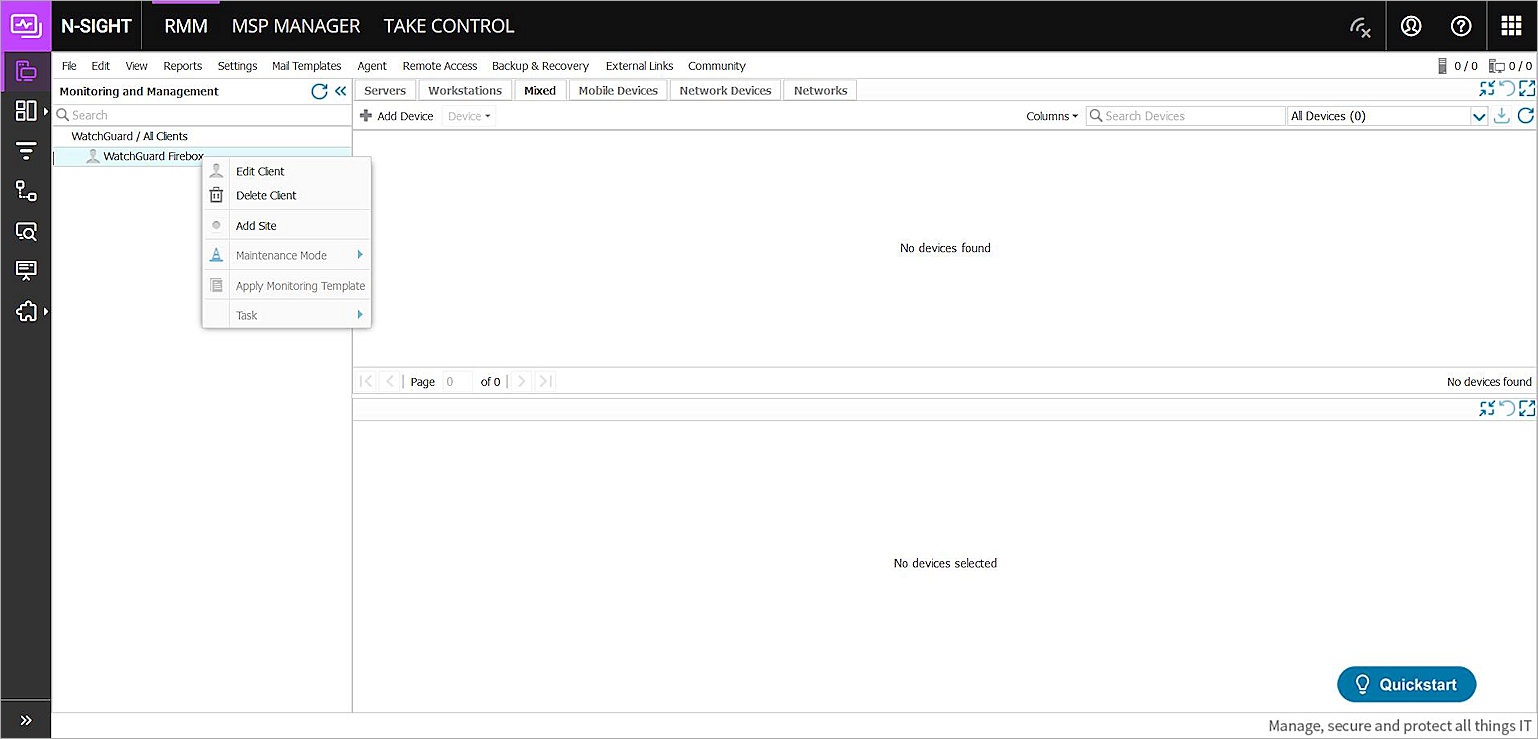 N-SIGHT RMM MSP MANAGER TAKE CONTROL
File Edit View Reports Settings Mail Templates Agent Remote Access Backup & Recovery External Links Community 0 / 0 0 / 0
Monitoring and Management
Servers Workstations Mixed Mobile Devices Network Devices Networks
Search
Add Device Device Columns Search Devices All Devices (0)
WatchGuard / All Clients
WatchGuard Firebox
Edit Client
Delete Client
Add Site
Maintenance Mode
Apply Monitoring Template
Task
No devices found
Page 0 of 0 No devices found
No devices selected
Quickstart
Manage, secure and protect all things IT